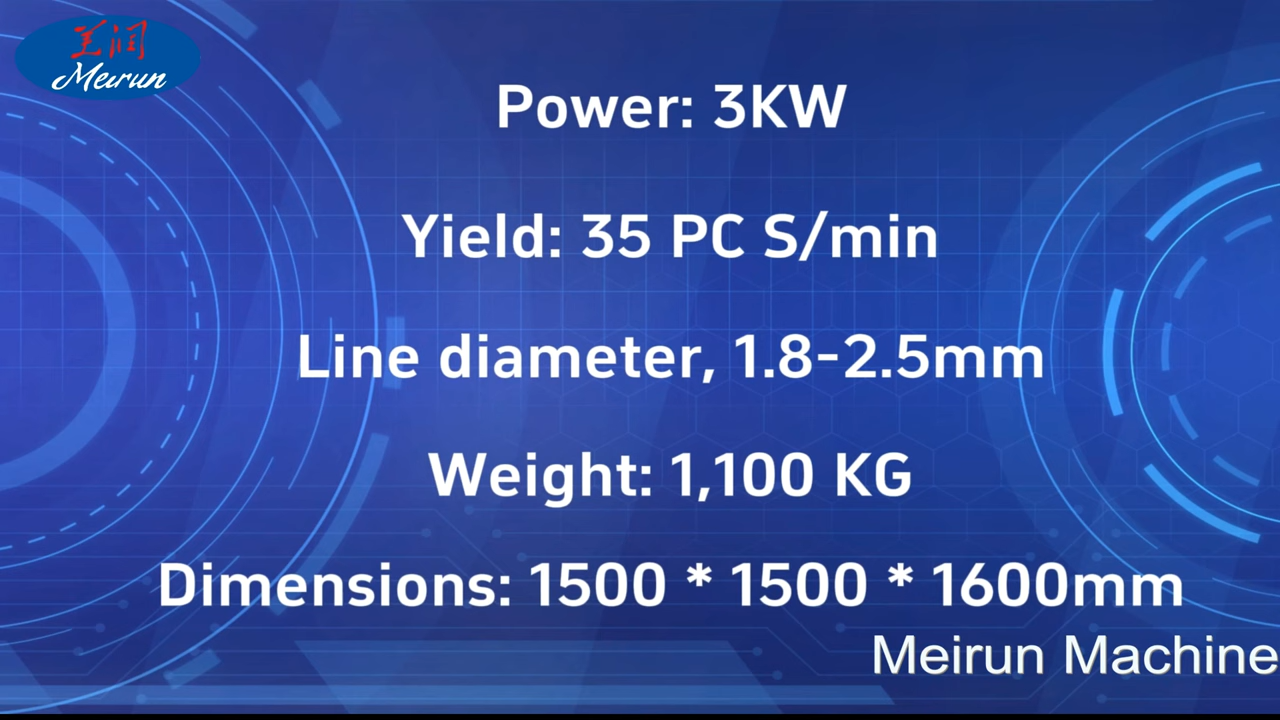 美润
Meirun
Power: 3KW
Yield: 35 PC S/min
Line diameter, 1.8-2.5mm
Weight: 1,100 KG
Dimensions: 1500 * 1500 * 1600mm
Meirun Machine